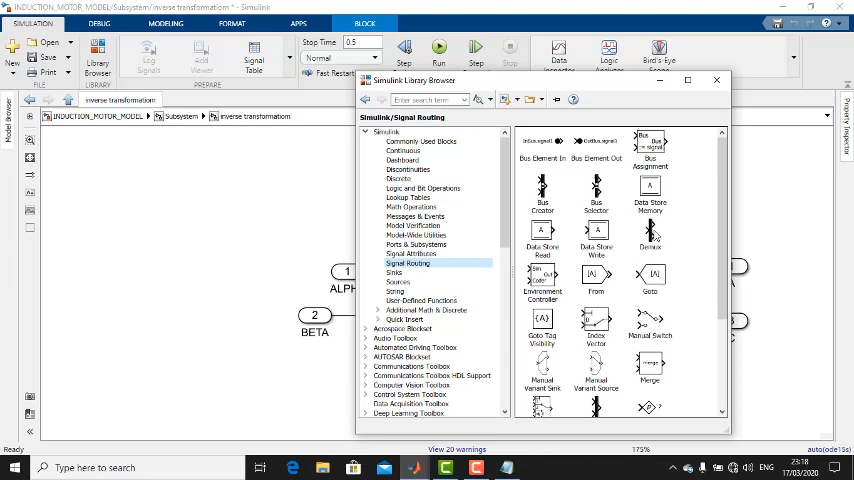 INDUCTION_MOTOR_MODEL/Subsystem/inverse transformatiom * - Simulink
SIMULATION
DEBUG
MODELING
FORMAT
APPS
BLOCK
New
Open
Save
Print
FILE
Library
Browser
LIBRARY
Log
Signals
Add
Viewer
Signal
Table
PREPARE
Stop Time 0.5
Normal
Fast Restart
Step
Run
Step
Stop
Data
Inspector
Logic
Analyzer
Bird's-Eye
Scope
inverse transformatiom
INDUCTION_MOTOR_MODEL
Subsystem
inverse transformatiom
Model Browser
Property Inspector
1
ALPH
2
BETA
Simulink Library Browser
Enter search term
Simulink/Signal Routing
Simulink
Commonly Used Blocks
Continuous
Dashboard
Discontinuities
Discrete
Logic and Bit Operations
Lookup Tables
Math Operations
Messages & Events
Model Verification
Model-Wide Utilities
Ports & Subsystems
Signal Attributes
Signal Routing
Sinks
Sources
String
User-Defined Functions
Additional Math & Discrete
Quick Insert
Aerospace Blockset
Audio Toolbox
Automated Driving Toolbox
AUTOSAR Blockset
Communications Toolbox
Communications Toolbox HDL Support
Computer Vision Toolbox
Control System Toolbox
Data Acquisition Toolbox
Deep Learning Toolbox
InBus.signal1
Bus Element In
OutBus.signal1
Bus Element Out
Bus
Bus
:= signal
Bus
Assignment
Bus
Creator
Bus
Selector
A
Data Store
Memory
A
Data Store
Read
A
Data Store
Write
Demux
Sim
Out
Coder
Environment
Controller
[A]
From
[A]
Goto
{A}
Goto Tag
Visibility
0
Index
Vector
Manual Switch
Manual
Variant Sink
Manual
Variant Source
merge
Merge
Ready
View 20 warnings
175%
auto(ode15s)
Type here to search
ENG
23:18
17/03/2020